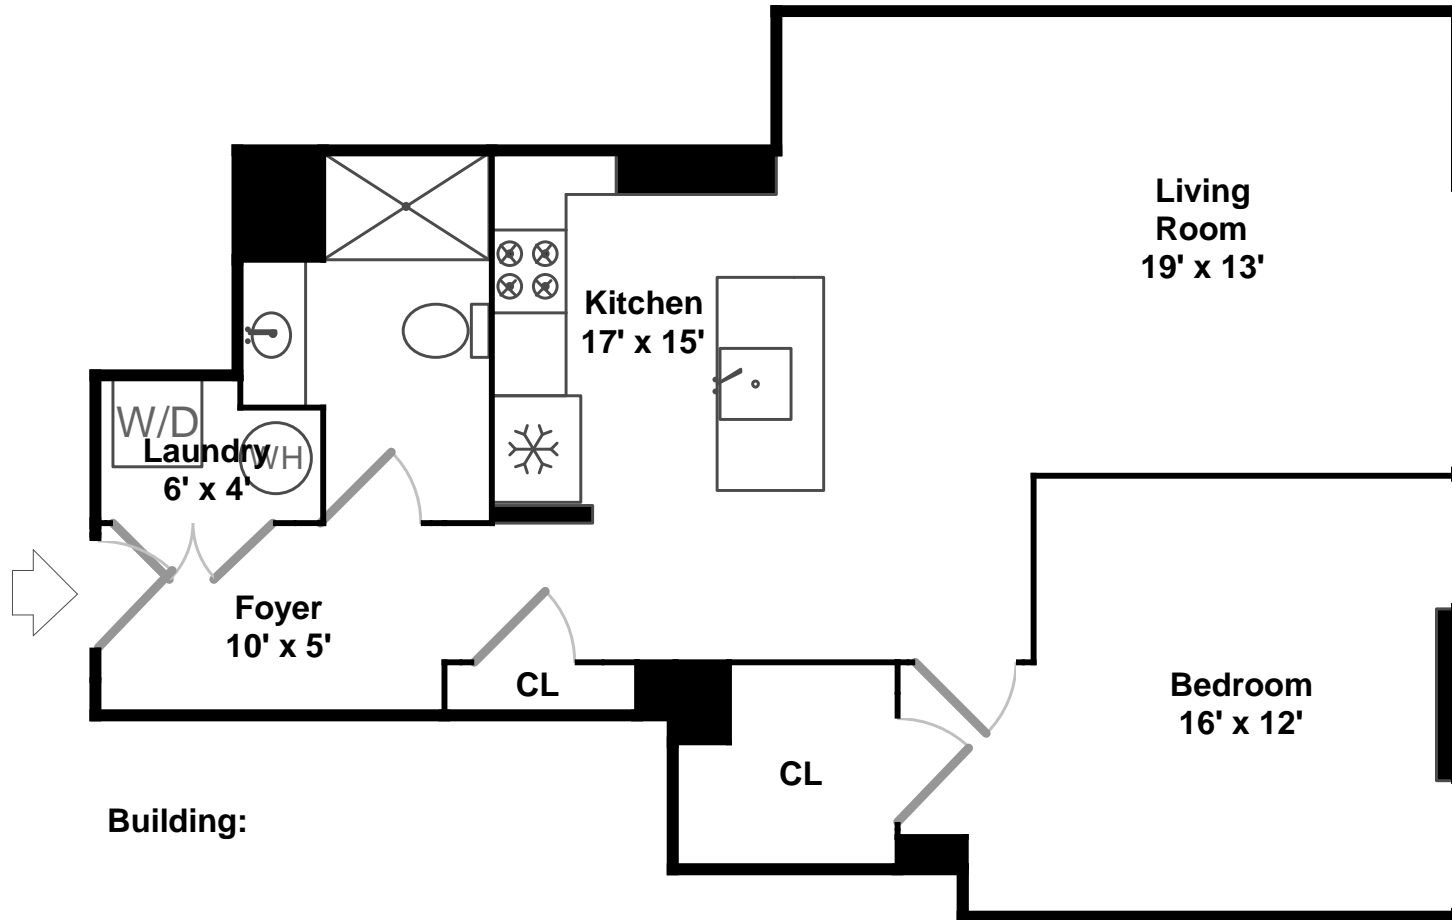 Living
Room
19' x 13'
Kitchen
17' x 15'
W/D
Laundry
WH
6' x 4'
Foyer
10' x 5'
CL
Bedroom
16' x 12'
CL
Building: